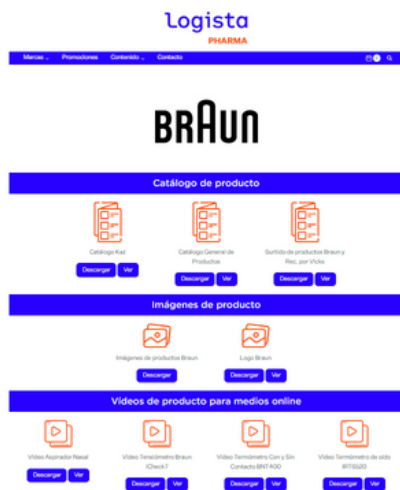 Logista
PHARMA
Marcas Promociones Contenido Contacto
BRAUN
Catálogo de producto
Catálogo Kaz
Descargar Ver
Catálogo General de
Productos
Descargar Ver
Surtido de productos Braun y
Rec. por Vicks
Descargar Ver
Imágenes de producto
Imágenes de productos Braun
Descargar
Logo Braun
Descargar Ver
Vídeos de producto para medios online
Vídeo Aspirador Nasal
Descargar Ver
Vídeo Tensiómetro Braun
iCheck7
Descargar Ver
Vídeo Termómetro Con y Sin
Contacto BNT400
Descargar Ver
Vídeo Termómetro de oído
IRT6520
Descargar Ver